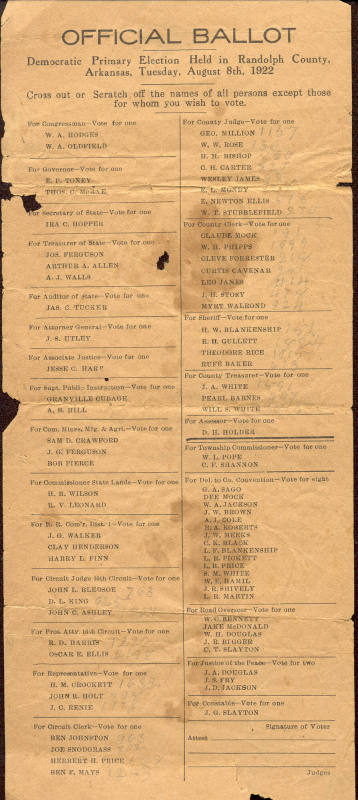 OFFICIAL BALLOT
Democratic Primary Election Held in Randolph County,
Arkansas, Tuesday, August 8th, 1922
Cross out or Scratch off the names of all persons except those
for whom you wish to vote.
For Congressman—Vote for one
W. A. HODGES
W. A. OLDFIELD
For Governor—Vote for one
E. P. TONEY
THOS. C. McRAE
For Secretary of State—Vote for one
IRA C. HOPPER
For Treasurer of State—Vote for one
JOS. FERGUSON
ARTHER A. ALLEN
A. J. WALLS
For Auditor of state—Vote for one
JAS. C. TUCKER
For Attorney General—Vote for one
J. S. UTLEY
For Associate Justice—Vote for one
JESSE C. HART
For Supt. Public Instruction—Vote for one
GRANVILLE CUBAGE
A. B. HILL
For Com. Mines, Mfg. & Agri.—Vote for one
SAM D. CRAWFORD
J. G. FERGUSON
BOB PIERCE
For Commissioner State Lands—Vote for one
H. B. WILSON
R. V. LEONARD
For R. R. Com'r. Dist. 1—Vote for one
J. G. WALKER
CLAY HENDERSON
HARRY L. FINN
For Circuit Judge 16th Circuit—Vote for one
JOHN L. BLEDSOE
D. L. KING
JOHN C. ASHLEY
For Pros. Atty. 16th Circuit—Vote for one
R. D. HARRIS
OSCAR E. ELLIS
For Representative—Vote for one
H. M. CROCKETT
JOHN R. HOLT
J. C. RENIE
For Circuit Clerk—Vote for one
BEN JOHNSTON 963
JOE SNODGRASS
HERBERT H. PRICE
BEN F. MAYS
For County Judge—Vote for one
GEO. MILLION 1157
W. W. ROSE
H. H. BISHOP
C. H. CARTER
WESLEY JAMES
E. L. MONDY
E. NEWTON ELLIS
W. T. STUBBLEFIELD
For County Clerk—Vote for one
CLAUDE MOCK
W. H. PHIPPS
CLEVE FORRESTER
CURTIS CAVENAR
LEO JANES
J. H. STORY
MYRT WALROND
For Sheriff—Vote for one
H. W. BLANKENSHIP
E. H. GULLETT
THEODORE RICE
RUFE BAKER
For County Treasurer—Vote for one
J. A. WHITE
PEARL BARNES
WILL S. WHITE
For Assessor—Vote for one
D. H. HOLDER
For Township Commissioner—Vote for one
W. L. POPE
C. F. SHANNON
For Del. to Co. Convention—Vote for eight
G. A. SAGO
DEE MOCK
W. A. JACKSON
J. W. BROWN
A. J. COLE
B. A. ROBERTS
J. W. MEEKS
C. K. BLACK
L. F. BLANKENSHIP
L. R. PICKETT
L. B. PRICE
S. M. WHITE
W. E. HAMIL
J. R. SHIVELY
L. R. MARTIN
For Road Overseer—Vote for one
W. C. BENNETT
JAKE McDONALD
W. H. DOUGLAS
J. R. BIGGER
C. T. SLAYTON
For Justice of the Peace—Vote for two
J. A. DOUGLAS
J. S. FRY
J. D. JACKSON
For Constable—Vote for one
J. G. SLAYTON
Signature of Voter
Attest
Judges